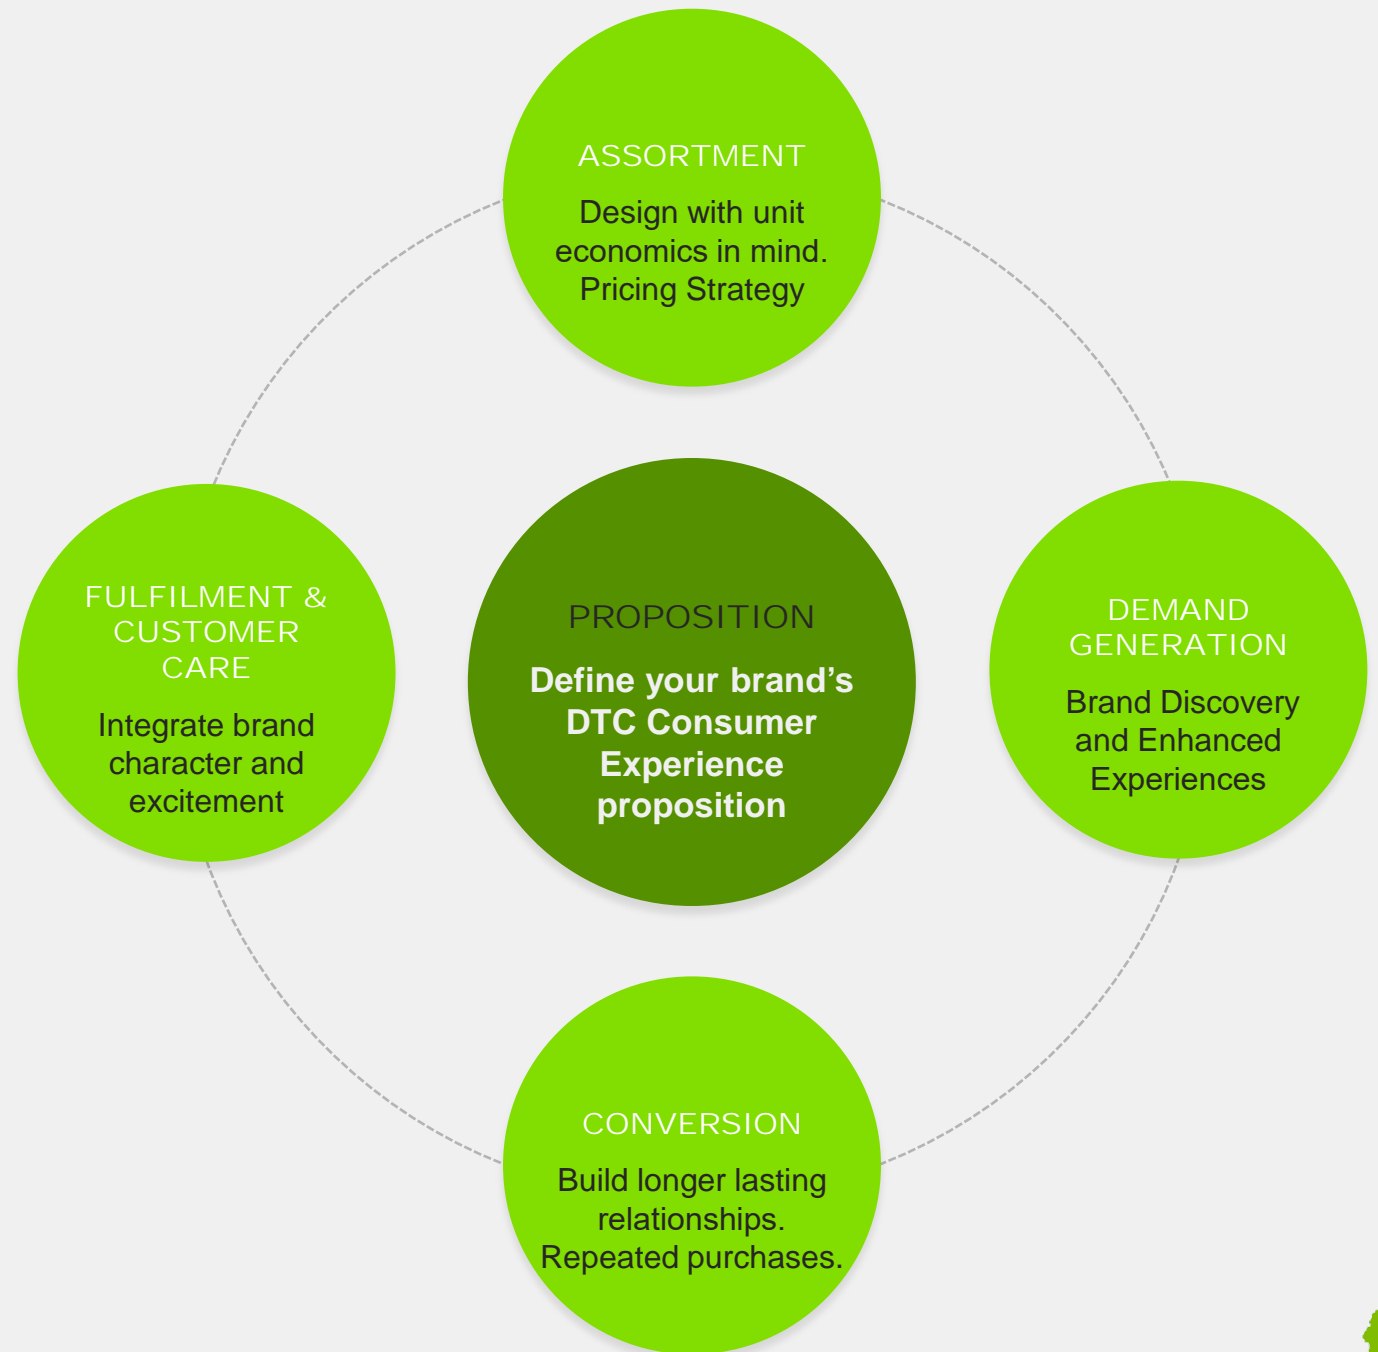 ASSORTMENT
Design with unit
economics in mind.
Pricing Strategy
FULFILMENT &
CUSTOMER
CARE
Integrate brand
character and
excitement
PROPOSITION
Define your brand’s
DTC Consumer
Experience
proposition
DEMAND
GENERATION
Brand Discovery
and Enhanced
Experiences
CONVERSION
Build longer lasting
relationships.
Repeated purchases.